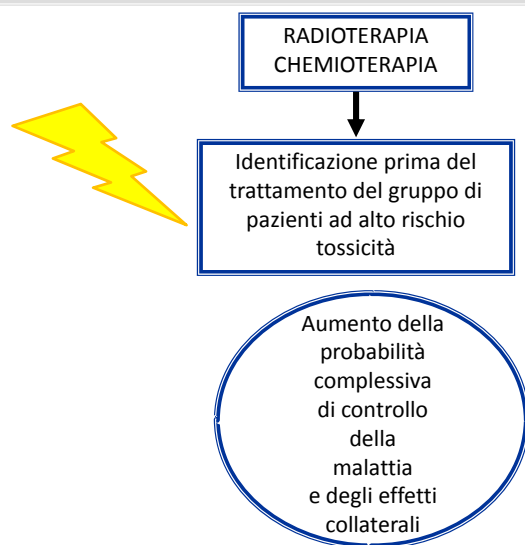 RADIOTERAPIA
CHEMIOTERAPIA
Identificazione prima del
trattamento del gruppo di
pazienti ad alto rischio
tossicità
Aumento della
probabilità
complessiva
di controllo
della
malattia
e degli effetti
collaterali